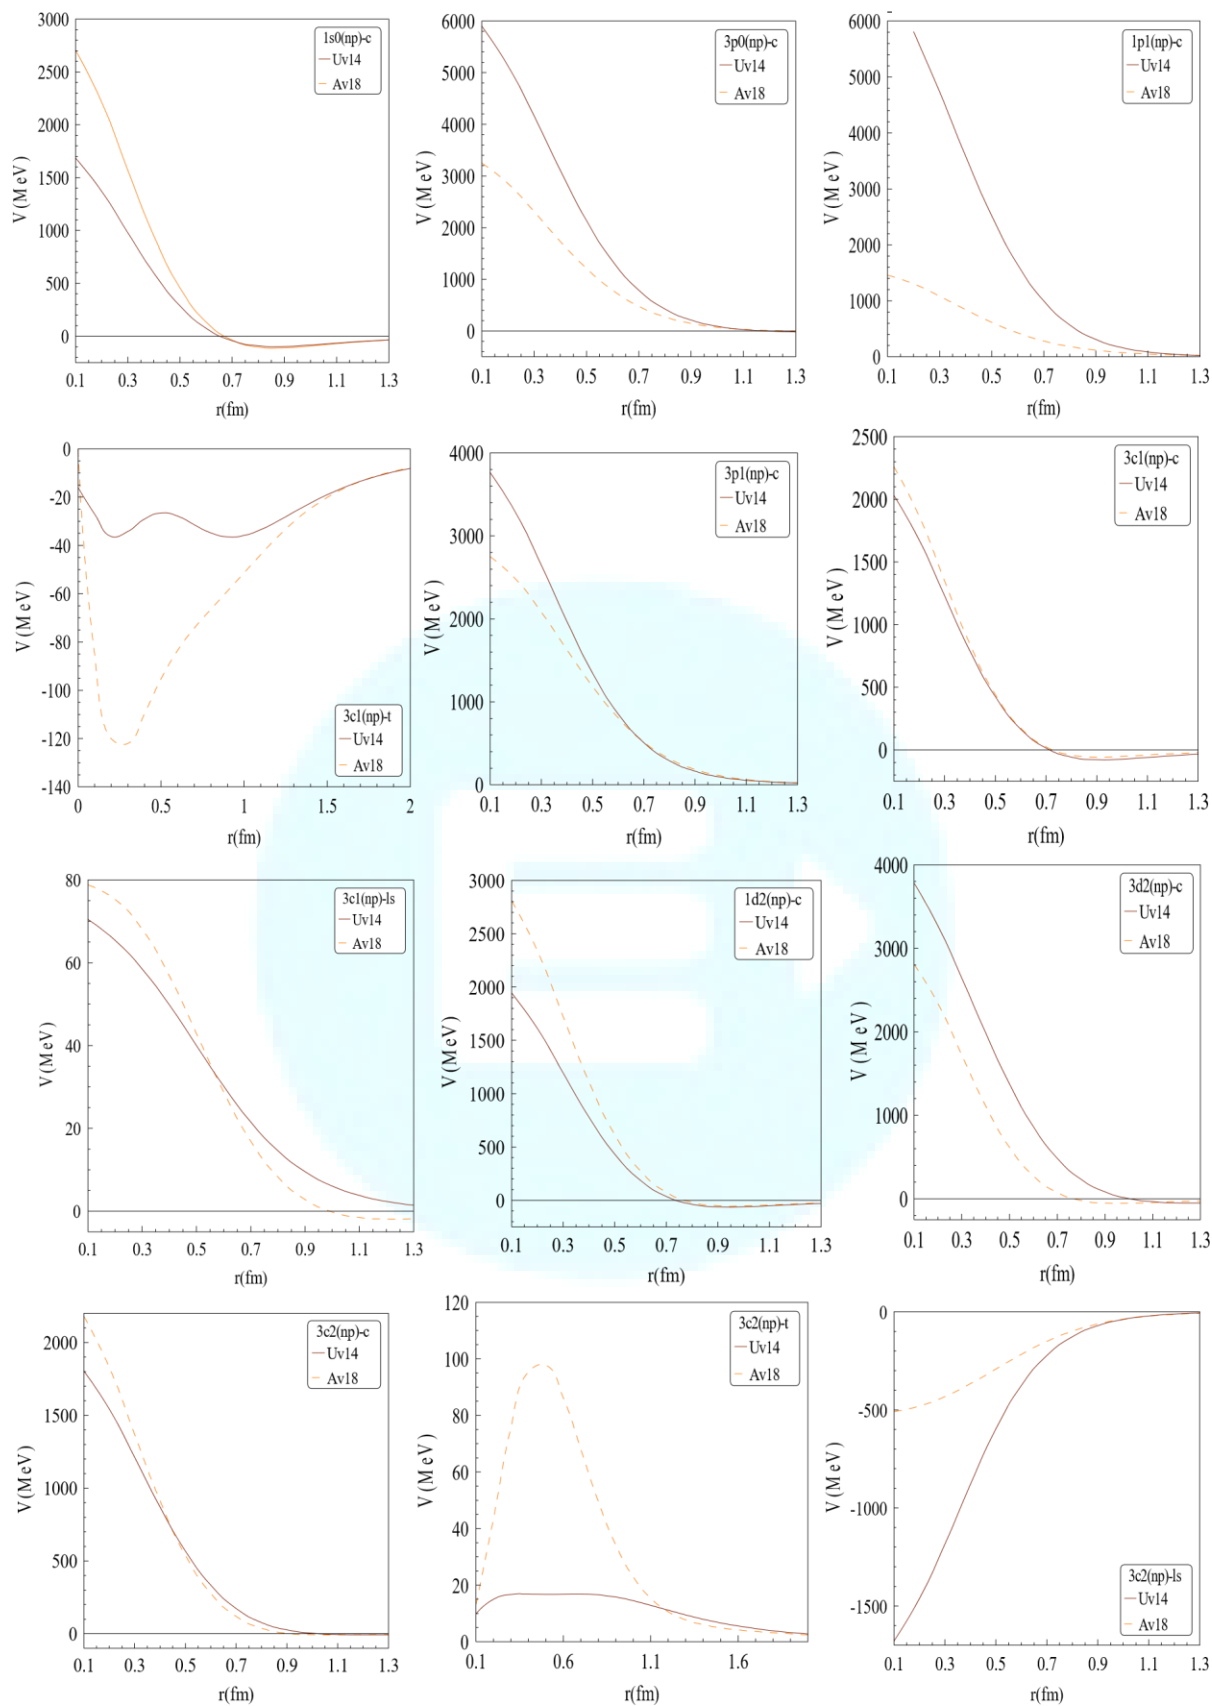 3000
2500
2000
1500
1000
500
0
V (MeV)
1s0(np)-c
Uv14
Av18
0.1 0.3 0.5 0.7 0.9 1.1 1.3
r(fm)
6000
5000
4000
3000
2000
1000
0
V (MeV)
3p0(np)-c
Uv14
Av18
0.1 0.3 0.5 0.7 0.9 1.1 1.3
r(fm)
6000
5000
4000
3000
2000
1000
0
V (MeV)
1p1(np)-c
Uv14
Av18
0.1 0.3 0.5 0.7 0.9 1.1 1.3
r(fm)
0
-20
-40
-60
-80
-100
-120
-140
V (MeV)
3c1(np)-t
Uv14
Av18
0 0.5 1 1.5 2
r(fm)
4000
3000
2000
1000
0
V (MeV)
3p1(np)-c
Uv14
Av18
0.1 0.3 0.5 0.7 0.9 1.1 1.3
r(fm)
2500
2000
1500
1000
500
0
V (MeV)
3c1(np)-c
Uv14
Av18
0.1 0.3 0.5 0.7 0.9 1.1 1.3
r(fm)
80
60
40
20
0
V (MeV)
3c1(np)-ls
Uv14
Av18
0.1 0.3 0.5 0.7 0.9 1.1 1.3
r(fm)
3000
2500
2000
1500
1000
500
0
V (MeV)
1d2(np)-c
Uv14
Av18
0.1 0.3 0.5 0.7 0.9 1.1 1.3
r(fm)
4000
3000
2000
1000
0
V (MeV)
3d2(np)-c
Uv14
Av18
0.1 0.3 0.5 0.7 0.9 1.1 1.3
r(fm)
2000
1500
1000
500
0
V (MeV)
3c2(np)-c
Uv14
Av18
0.1 0.3 0.5 0.7 0.9 1.1 1.3
r(fm)
120
100
80
60
40
20
0
V (MeV)
3c2(np)-t
Uv14
Av18
0.1 0.6 1.1 1.6
r(fm)
0
-500
-1000
-1500
V (MeV)
3c2(np)-ls
Uv14
Av18
0.1 0.3 0.5 0.7 0.9 1.1 1.3
r(fm)